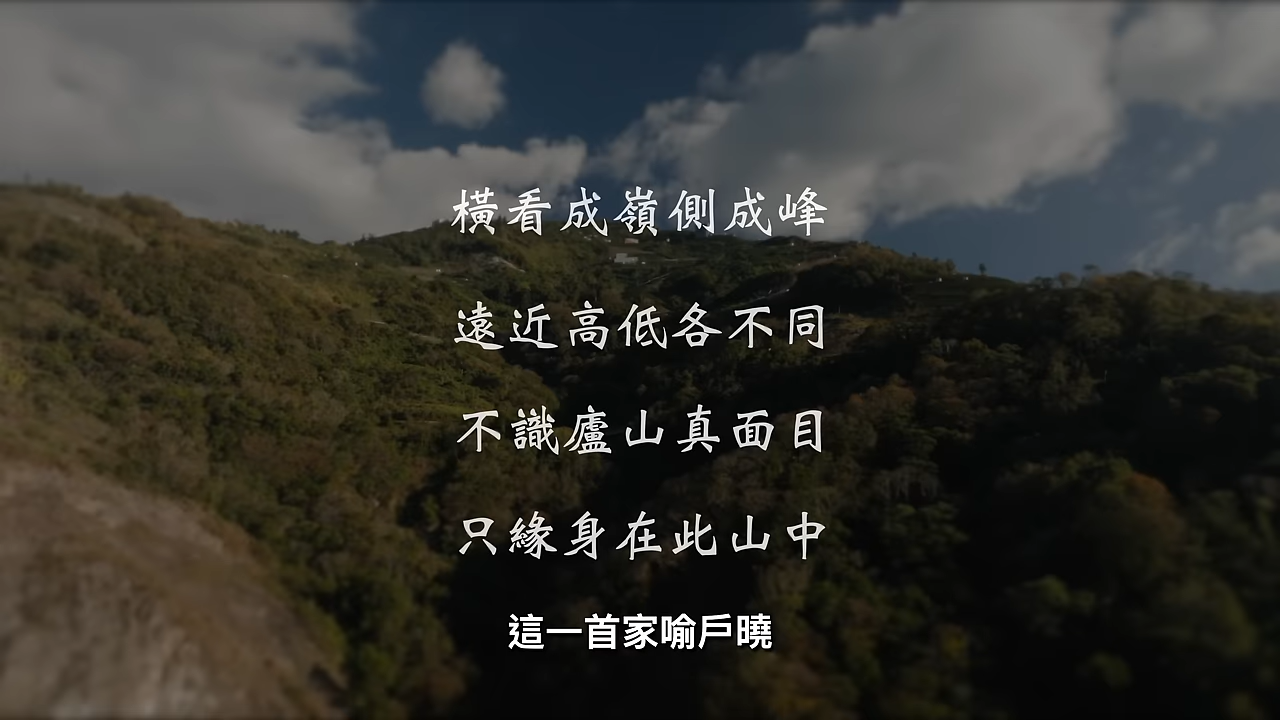 橫看成嶺側成峰
遠近高低各不同
不識廬山真面目
只緣身在此山中
這一首家喻戶曉